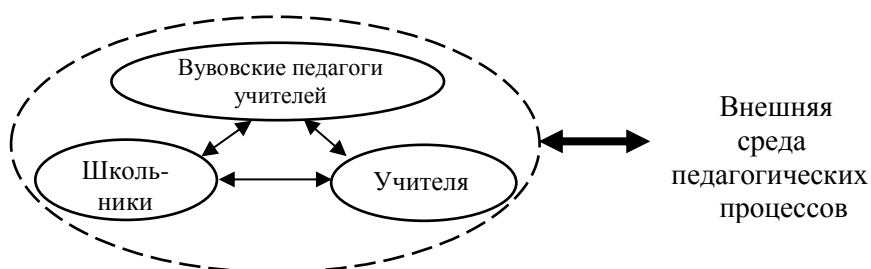 Вувовские педагоги
учителей
Школь-
ники
Учителя
Внешняя
среда
педагогических
процессов